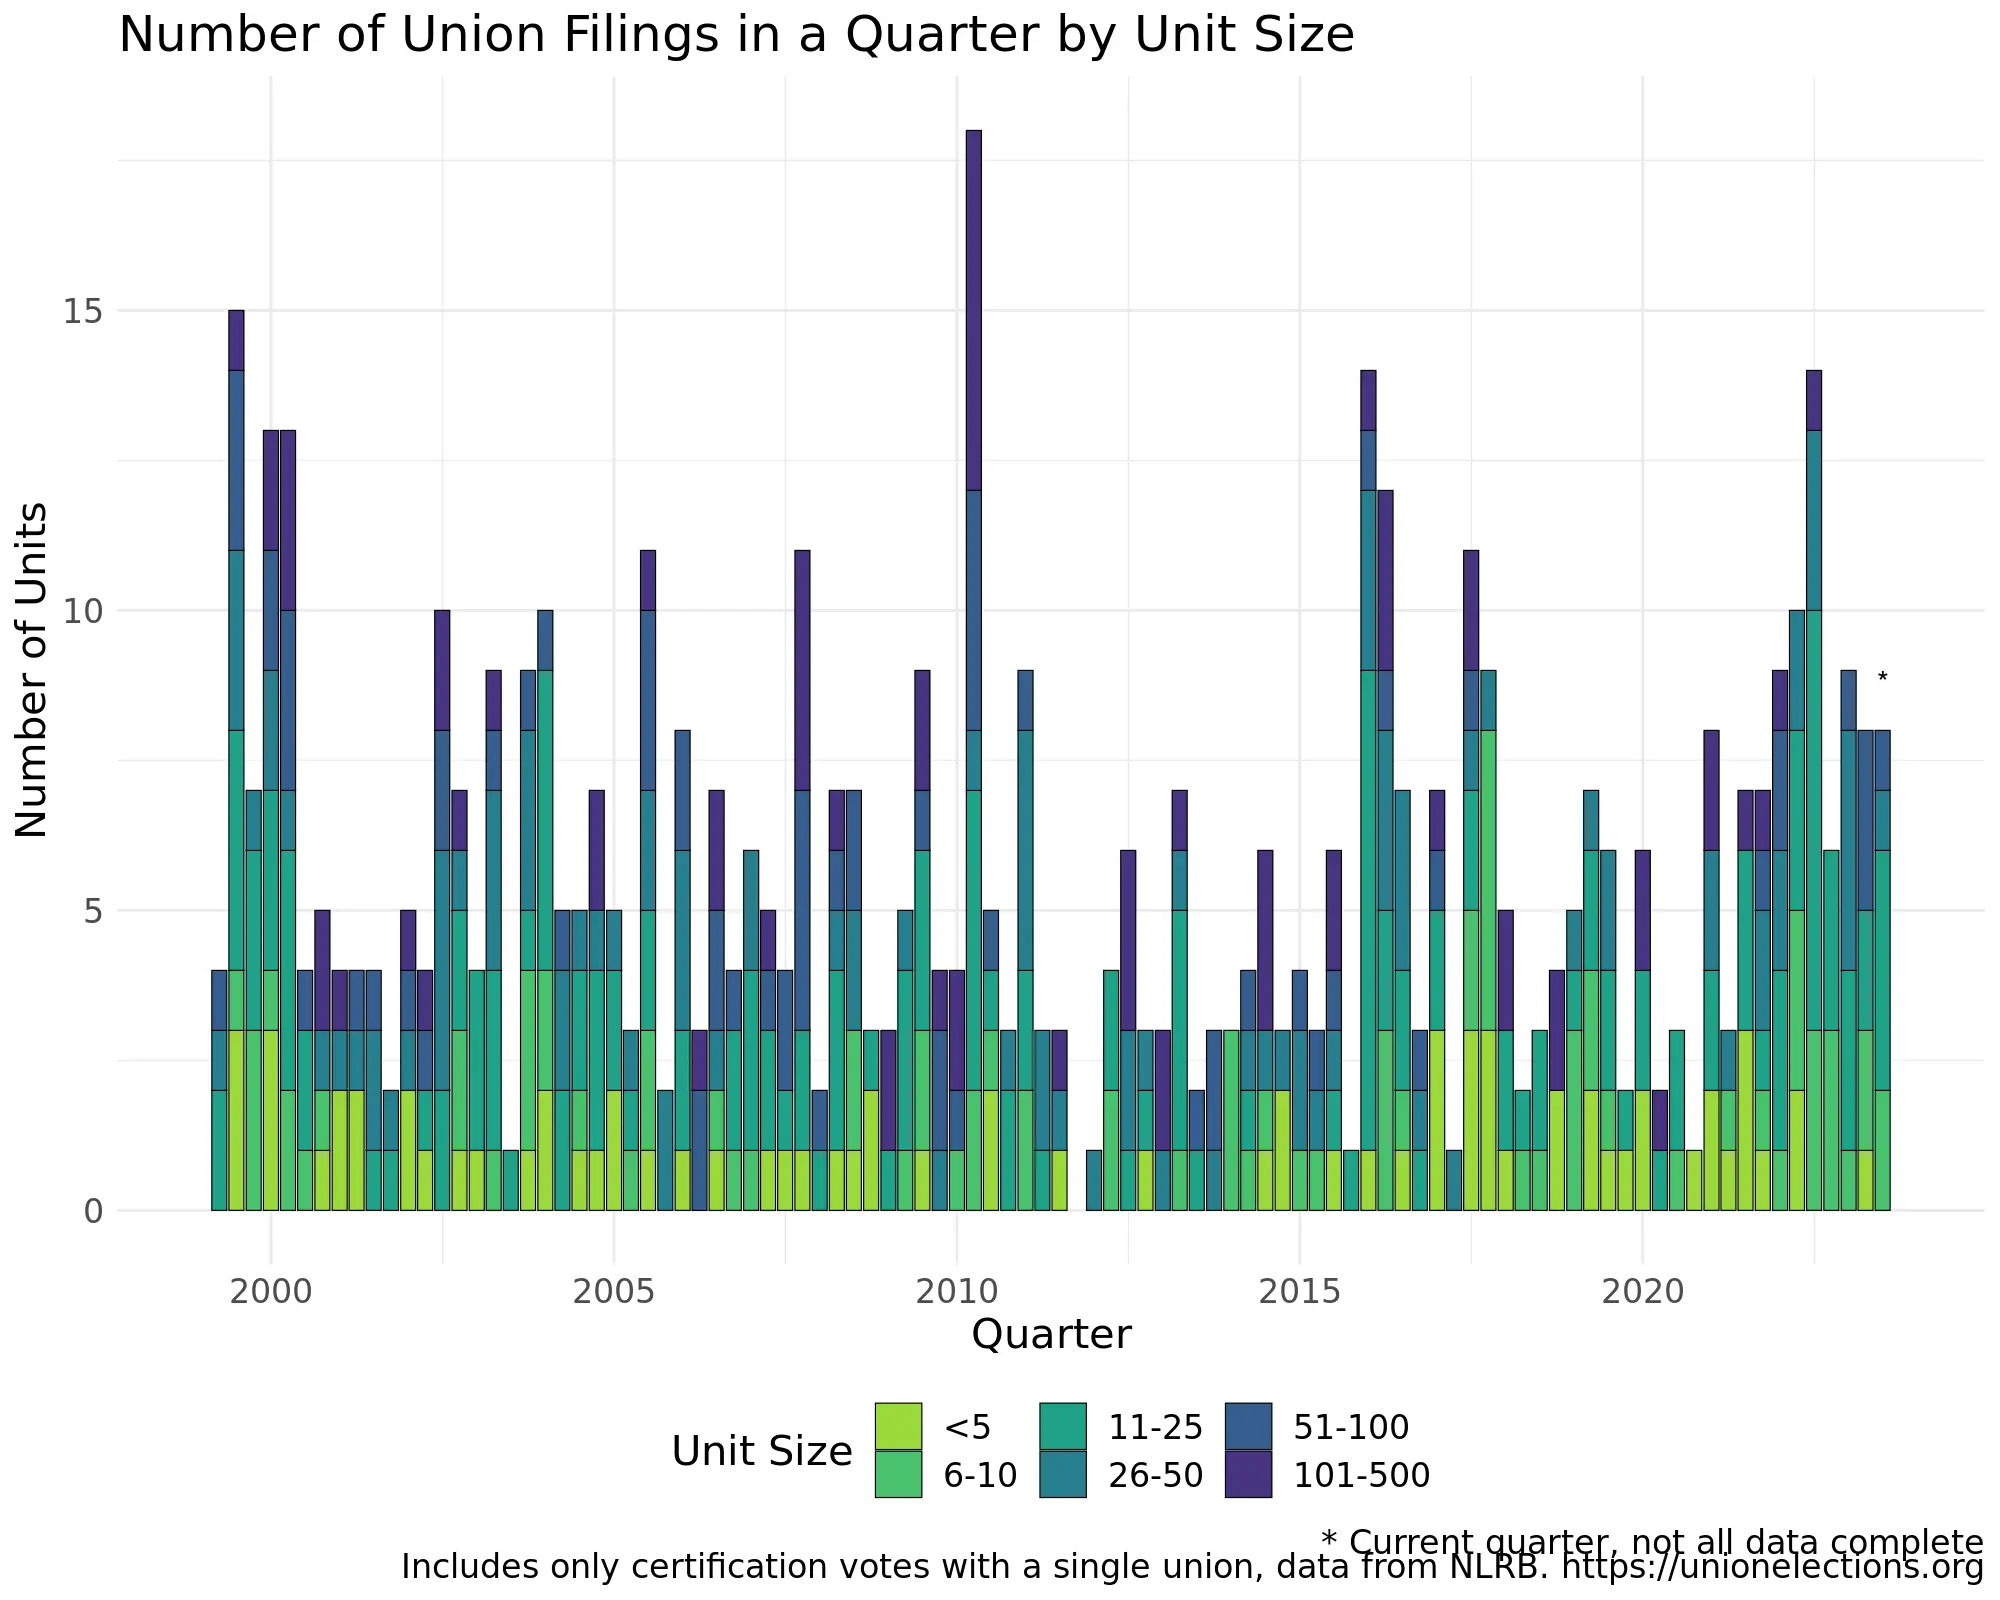 Number of Union Filings in a Quarter by Unit Size
Number of Units
15
10
5
0
2000 2005 2010 2015 2020
*
Quarter
Unit Size
<5 11-25 51-100
6-10 26-50 101-500
* Current quarter, not all data complete
Includes only certification votes with a single union, data from NLRB. https://unionelections.org